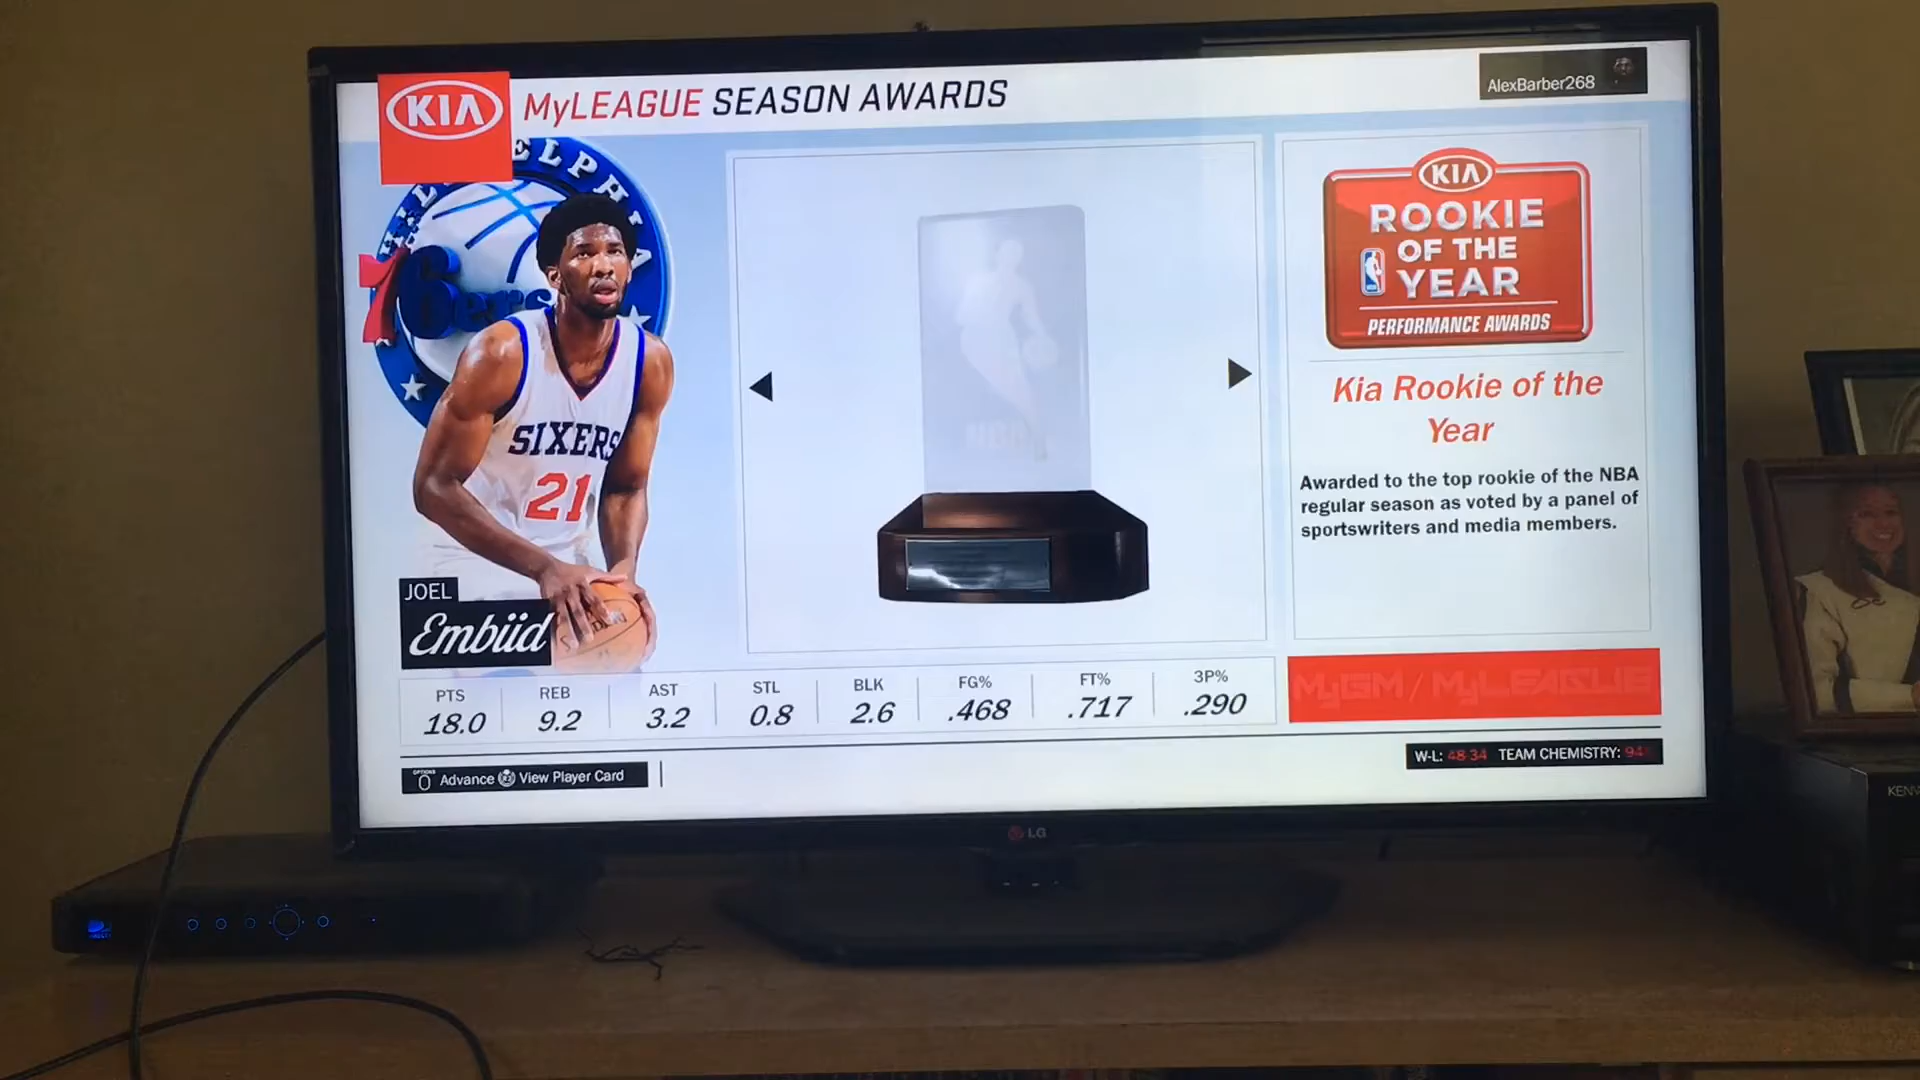 KIA
MyLEAGUE SEASON AWARDS
AlexBarber268
SIXERS
21
JOEL
Embiid
KIA
ROOKIE
OF THE
YEAR
PERFORMANCE AWARDS
Kia Rookie of the
Year
Awarded to the top rookie of the NBA
regular season as voted by a panel of
sportswriters and media members.
PTS REB AST STL BLK FG% FT% 3P%
18.0 9.2 3.2 0.8 2.6 .468 .717 .290
MyGM / MyLEAGUE
W-L: 48-34 TEAM CHEMISTRY: 94
OPTIONS Advance View Player Card
LG